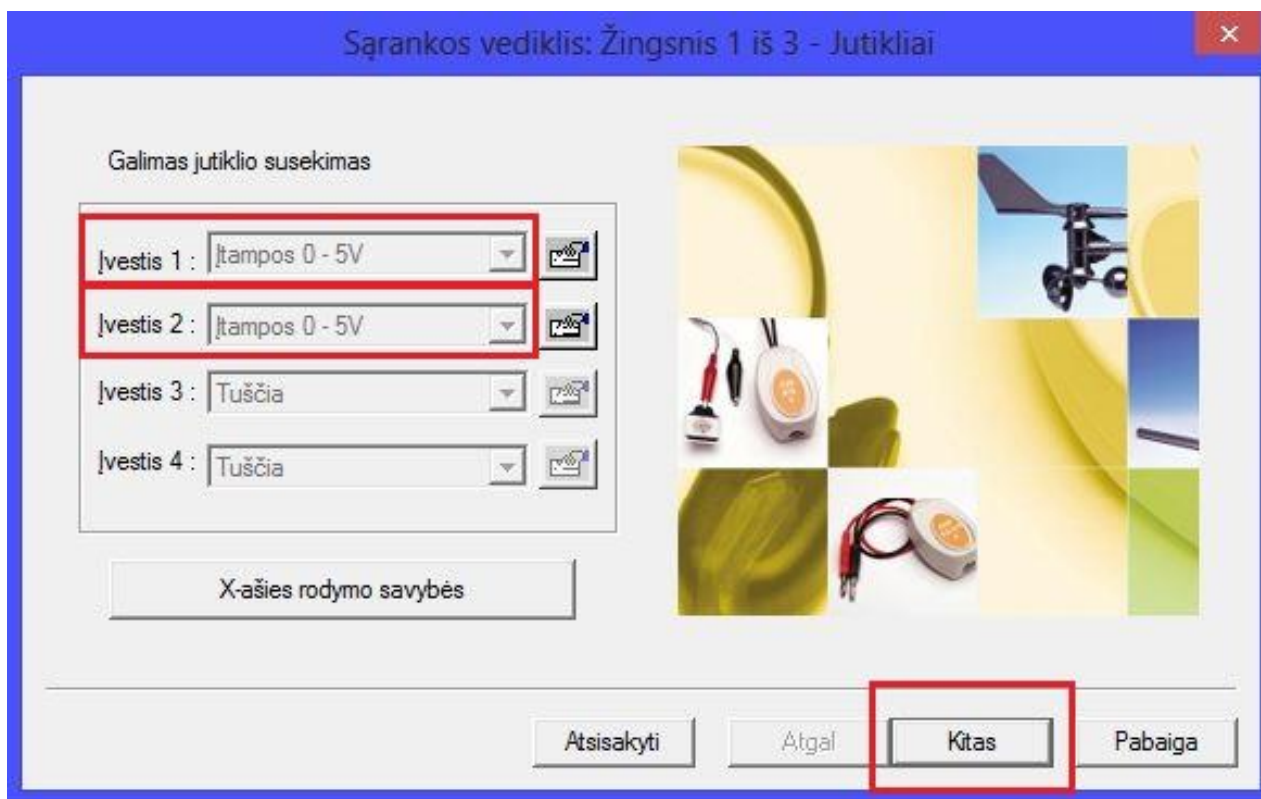 Sąrankos vediklis: Žingsnis 1 iš 3 - Jutikliai
Galimas jutiklio susekimas
Įvestis 1 : Įtampos 0 - 5V
Įvestis 2 : Įtampos 0 - 5V
Įvestis 3 : Tuščia
Įvestis 4 : Tuščia
X-ašies rodymo savybės
Atsisakyti Atgal Kitas Pabaiga